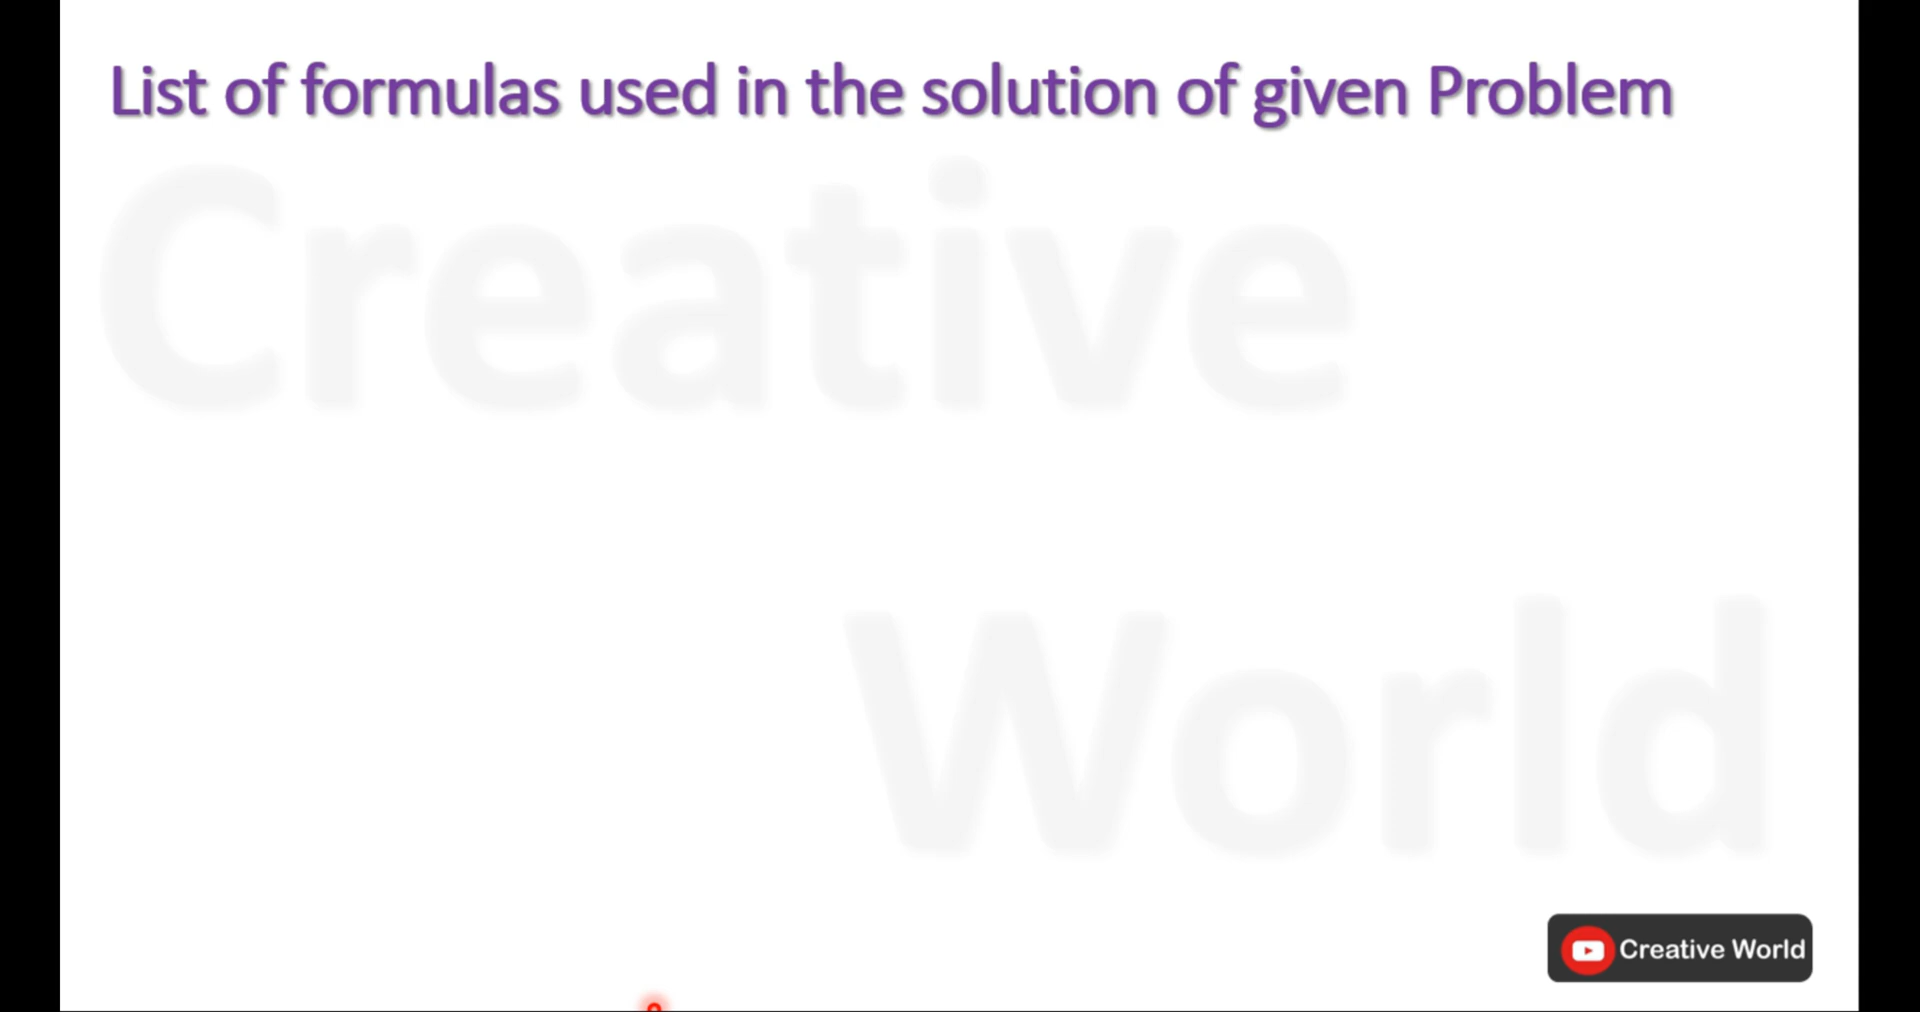 List of formulas used in the solution of given Problem
Creative
World
Creative World